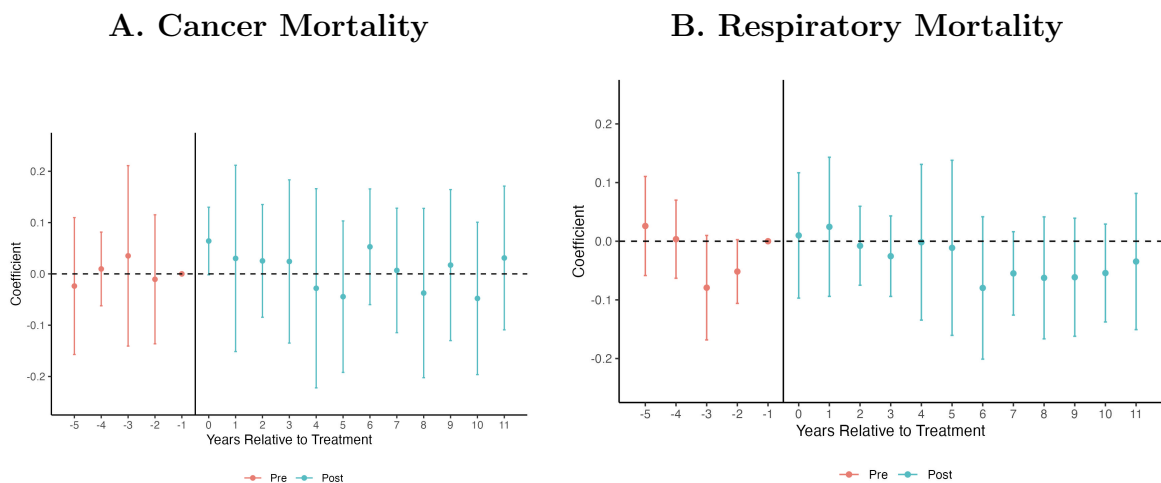 A. Cancer Mortality
0.2
0.1
0.0
-0.1
-0.2
Coefficient
-5 -4 -3 -2 -1 0 1 2 3 4 5 6 7 8 9 10 11
Years Relative to Treatment
Pre Post
B. Respiratory Mortality
0.2
0.1
0.0
-0.1
-0.2
Coefficient
-5 -4 -3 -2 -1 0 1 2 3 4 5 6 7 8 9 10 11
Years Relative to Treatment
Pre Post